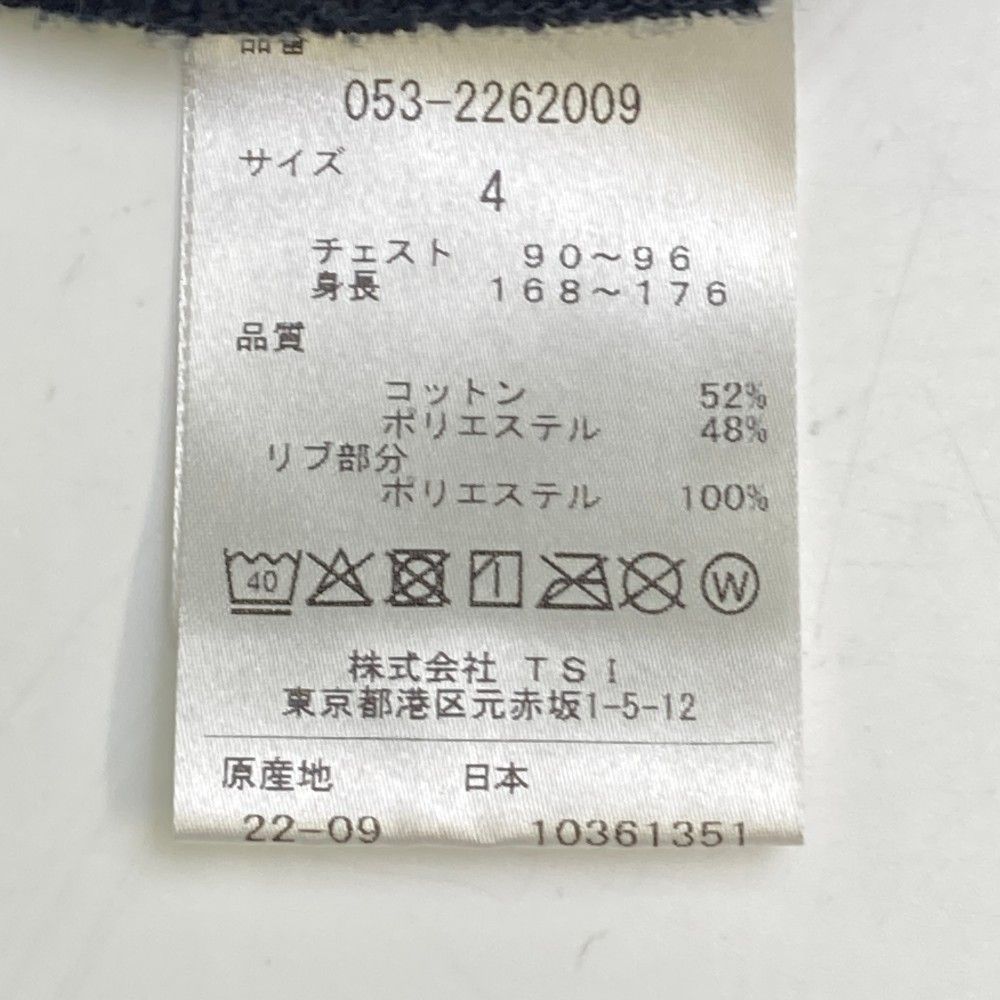 品番
053-2262009
サイズ
4
チェスト 90～96
身長 168～176
品質
コットン 52%
ポリエステル 48%
リブ部分
ポリエステル 100%
40 W
株式会社 TSI
東京都港区元赤坂1-5-12
原産地 日本
22-09 10361351